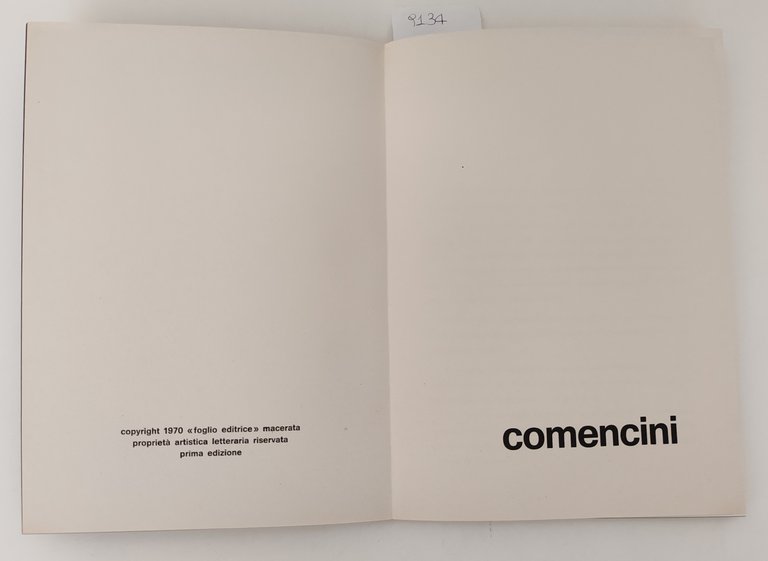 9134
copyright 1970 «foglio editrice» macerata
proprietà artistica letteraria riservata
prima edizione
comencini